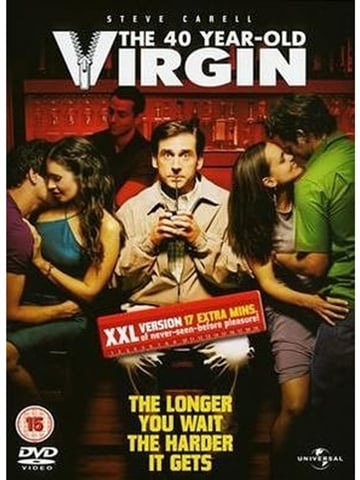 STEVE CARELL
THE 40 YEAR-OLD
VIRGIN
XXL VERSION 17 EXTRA MINS.
of never-seen-before pleasure!
THE LONGER
YOU WAIT
THE HARDER
IT GETS
15
DVD
VIDEO
UNIVERSAL